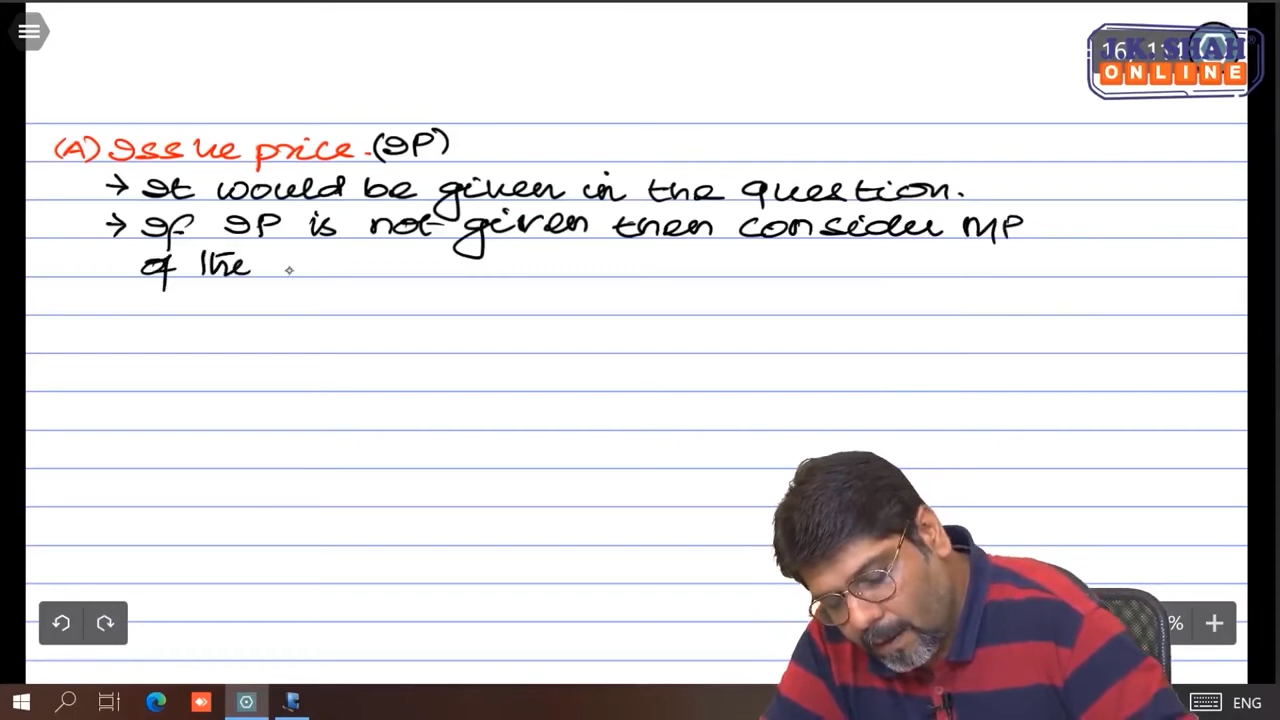 J.K. SHAH®
ONLINE
(A) Issue price. (IP)
→ It would be given in the question.
→ If IP is not given then consider MP
of the
%
ENG